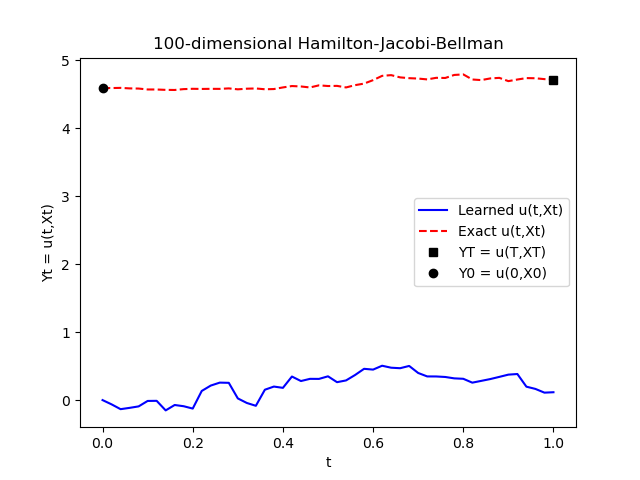 100-dimensional Hamilton-Jacobi-Bellman
Yt = u(t,Xt)
5
4
3
2
1
0
Learned u(t,Xt)
Exact u(t,Xt)
YT = u(T,XT)
Y0 = u(0,X0)
0.0 0.2 0.4 0.6 0.8 1.0
t